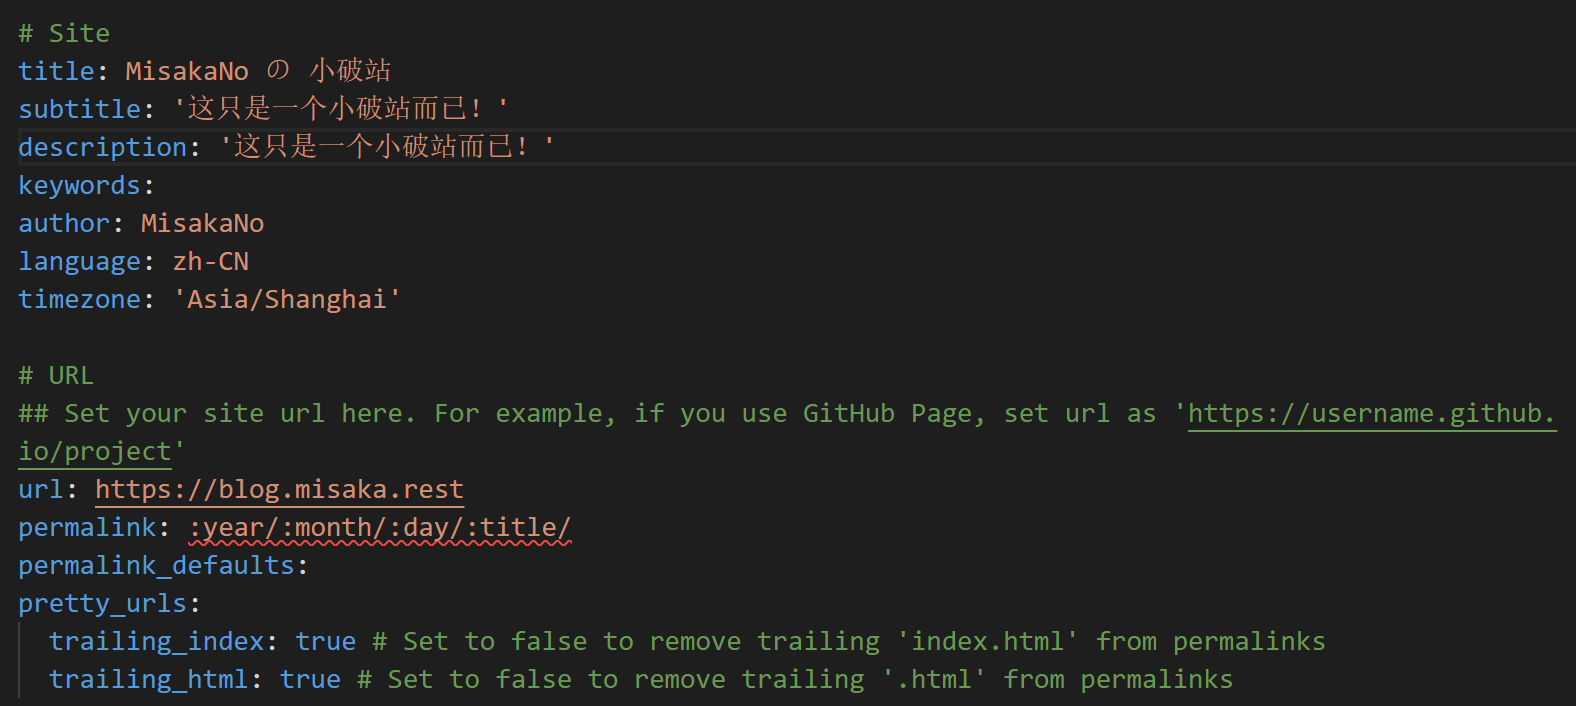 # Site
title: MisakaNo の 小破站
subtitle: '这只是一个小破站而已！'
description: '这只是一个小破站而已！'
keywords:
author: MisakaNo
language: zh-CN
timezone: 'Asia/Shanghai'
# URL
## Set your site url here. For example, if you use GitHub Page, set url as 'https://username.github.
io/project'
url: https://blog.misaka.rest
permalink: :year/:month/:day/:title/
permalink_defaults:
pretty_urls:
  trailing_index: true # Set to false to remove trailing 'index.html' from permalinks
  trailing_html: true # Set to false to remove trailing '.html' from permalinks